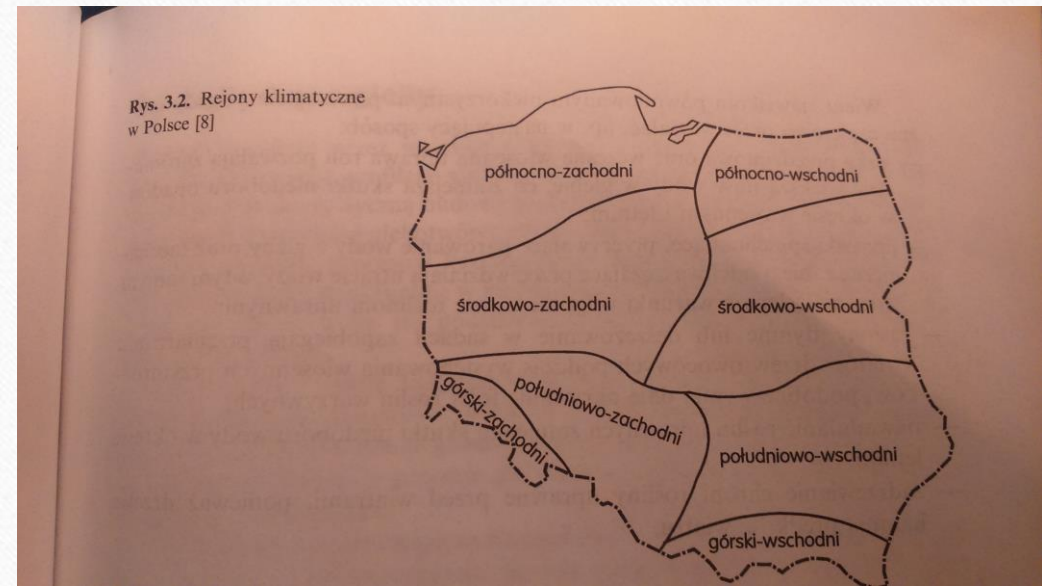 Rys. 3.2. Rejony klimatyczne
w Polsce [8]
północno-zachodni
północno-wschodni
środkowo-zachodni
środkowo-wschodni
górski-zachodni
południowo-zachodni
południowo-wschodni
górski-wschodni